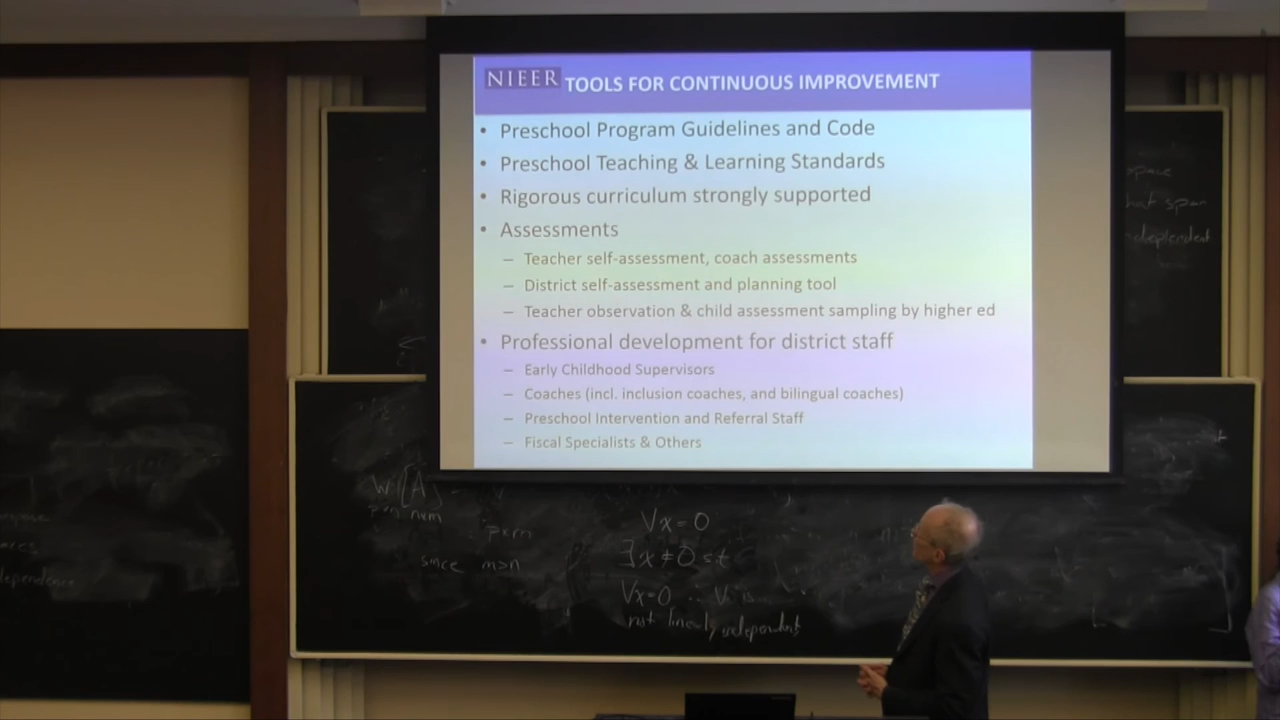 NIEER TOOLS FOR CONTINUOUS IMPROVEMENT
• Preschool Program Guidelines and Code
• Preschool Teaching & Learning Standards
• Rigorous curriculum strongly supported
• Assessments
– Teacher self-assessment, coach assessments
– District self-assessment and planning tool
– Teacher observation & child assessment sampling by higher ed
• Professional development for district staff
– Early Childhood Supervisors
– Coaches (incl. inclusion coaches, and bilingual coaches)
– Preschool Intervention and Referral Staff
– Fiscal Specialists & Others
space
span
W [A]
Vx=0
pxm
∃x≠0 st
since m>n
Vx=0
not linearly independent